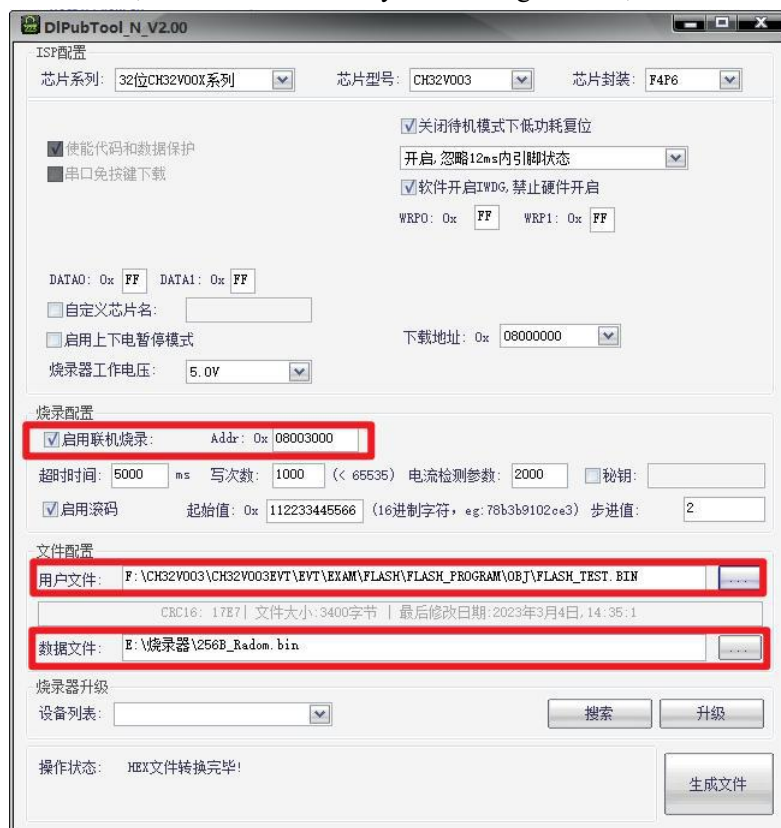 DlPubTool_N_V2.00
ISP配置
芯片系列: 32位CH32V00X系列 芯片型号: CH32V003 芯片封装: F4P6
关闭待机模式下低功耗复位
使能代码和数据保护
开启,忽略12ms内引脚状态
串口免按键下载
软件开启IWDG,禁止硬件开启
WRP0: 0x FF WRP1: 0x FF
DATA0: 0x FF DATA1: 0x FF
自定义芯片名:
启用上下电暂停模式 下载地址: 0x 08000000
烧录器工作电压: 5.0V
烧录配置
启用联机烧录: Addr: 0x 08003000
超时时间: 5000 ms 写次数: 1000 (< 65535) 电流检测参数: 2000 秘钥:
启用滚码 起始值: 0x 112233445566 (16进制字符, eg:78b3b9102ce3) 步进值: 2
文件配置
用户文件: F:\CH32V003\CH32V003EVT\EVT\EXAM\FLASH\FLASH_PROGRAM\OBJ\FLASH_TEST.BIN ...
CRC16: 17E7| 文件大小:3400字节 | 最后修改日期:2023年3月4日,14:35:1
数据文件: E:\烧录器\256B_Radom.bin ...
烧录器升级
设备列表: 搜索 升级
操作状态: HEX文件转换完毕!
生成文件